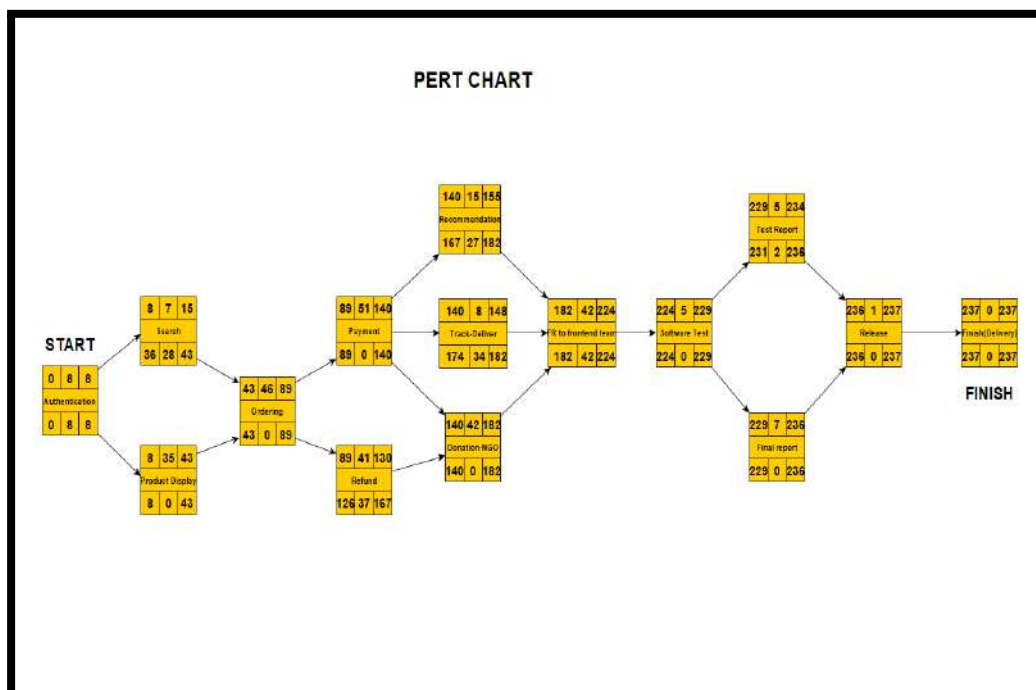 PERT CHART
START
0 8 8
Authentication
0 8 8
8 7 15
Search
36 28 43
8 35 43
Product Display
8 0 43
43 46 89
Ordering
43 0 89
89 51 140
Payment
89 0 140
89 41 130
Refund
126 37 167
140 15 155
Recommendation
167 27 182
140 8 148
Track-Deliver
174 34 182
140 42 182
Donation-NGO
140 0 182
182 42 224
FR to frontend team
182 42 224
224 5 229
Software Test
224 0 229
229 5 234
Test Report
231 2 236
229 7 236
Final report
229 0 236
236 1 237
Release
236 0 237
237 0 237
Finish(Delivery)
237 0 237
FINISH